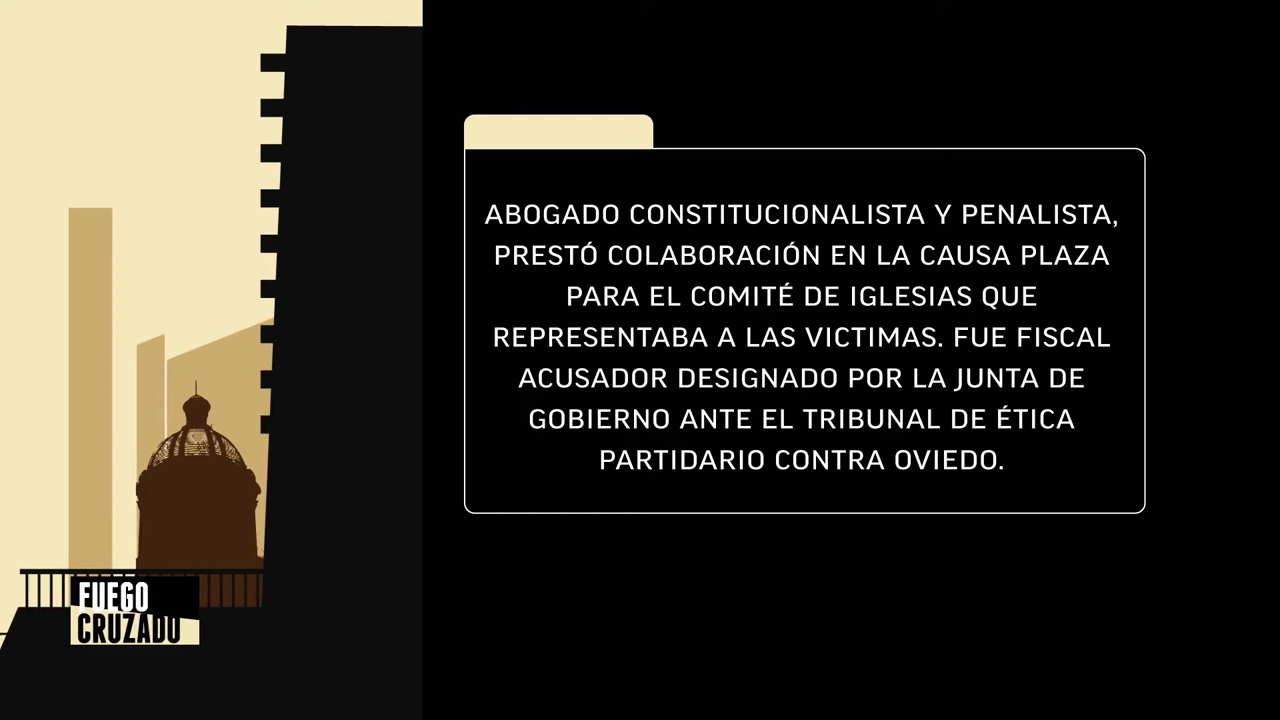 ABOGADO CONSTITUCIONALISTA Y PENALISTA,
PRESTÓ COLABORACIÓN EN LA CAUSA PLAZA
PARA EL COMITÉ DE IGLESIAS QUE
REPRESENTABA A LAS VICTIMAS. FUE FISCAL
ACUSADOR DESIGNADO POR LA JUNTA DE
GOBIERNO ANTE EL TRIBUNAL DE ÉTICA
PARTIDARIO CONTRA OVIEDO.
FUEGO
CRUZADO